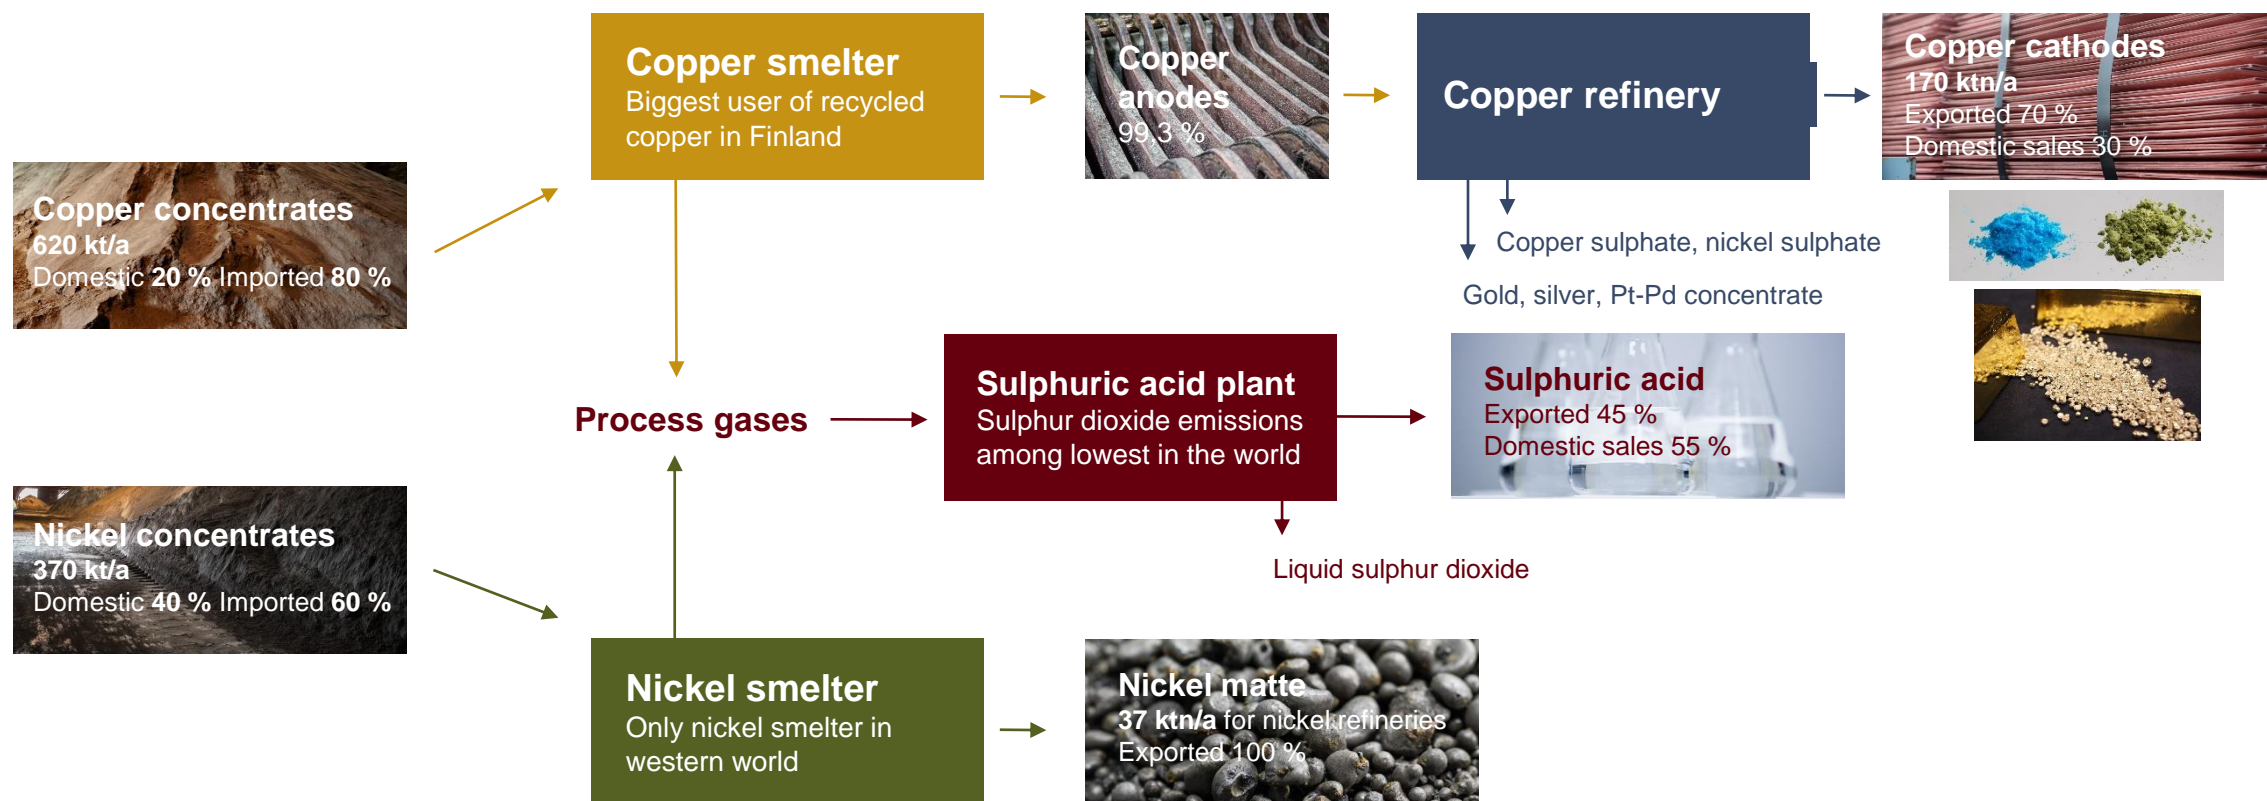 Copper smelter
Biggest user of recycled
copper in Finland
Copper
anodes
99,3 %
Copper refinery
Copper cathodes
170 ktn/a
Exported 70 %
Domestic sales 30 %
Copper concentrates
620 kt/a
Domestic 20 % Imported 80 %
Copper sulphate, nickel sulphate
Gold, silver, Pt-Pd concentrate
Process gases
Sulphuric acid plant
Sulphur dioxide emissions
among lowest in the world
Sulphuric acid
Exported 45 %
Domestic sales 55 %
Liquid sulphur dioxide
Nickel concentrates
370 kt/a
Domestic 40 % Imported 60 %
Nickel smelter
Only nickel smelter in
western world
Nickel matte
37 ktn/a for nickel refineries
Exported 100 %